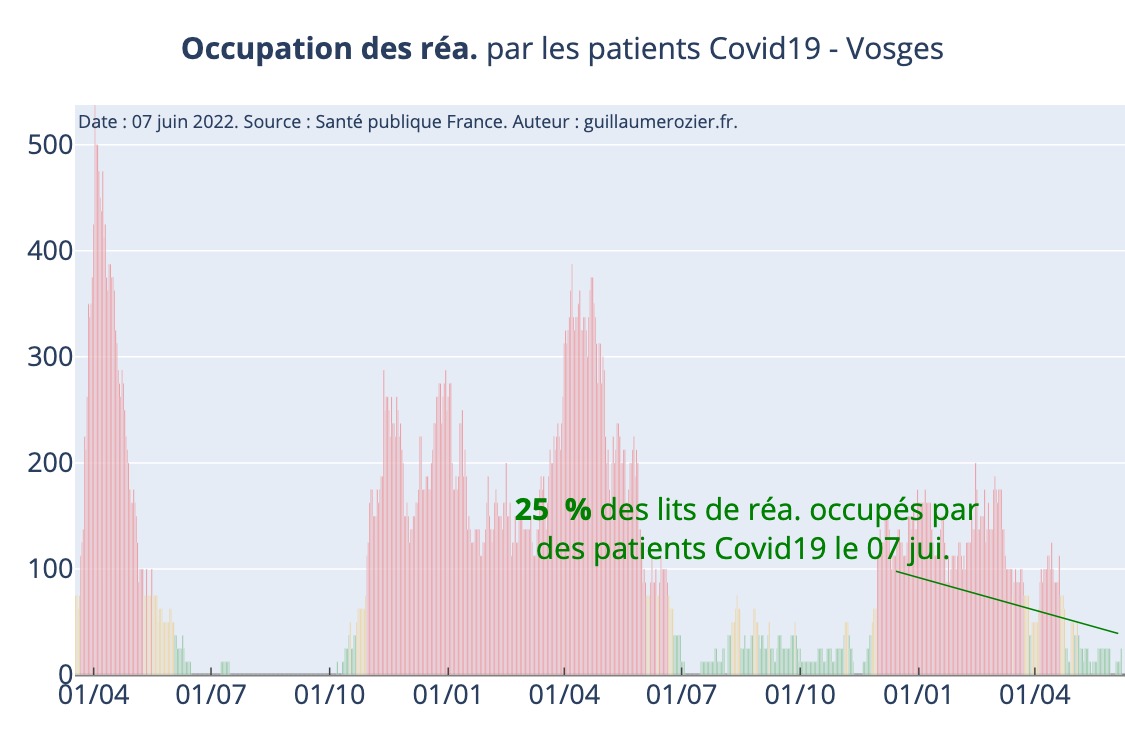 Occupation des réa. par les patients Covid19 - Vosges
Date : 07 juin 2022. Source : Santé publique France. Auteur : guillaumerozier.fr.
500
400
300
200
25 % des lits de réa. occupés par
des patients Covid19 le 07 jui.
100
0
01/04 01/07 01/10 01/01 01/04 01/07 01/10 01/01 01/04